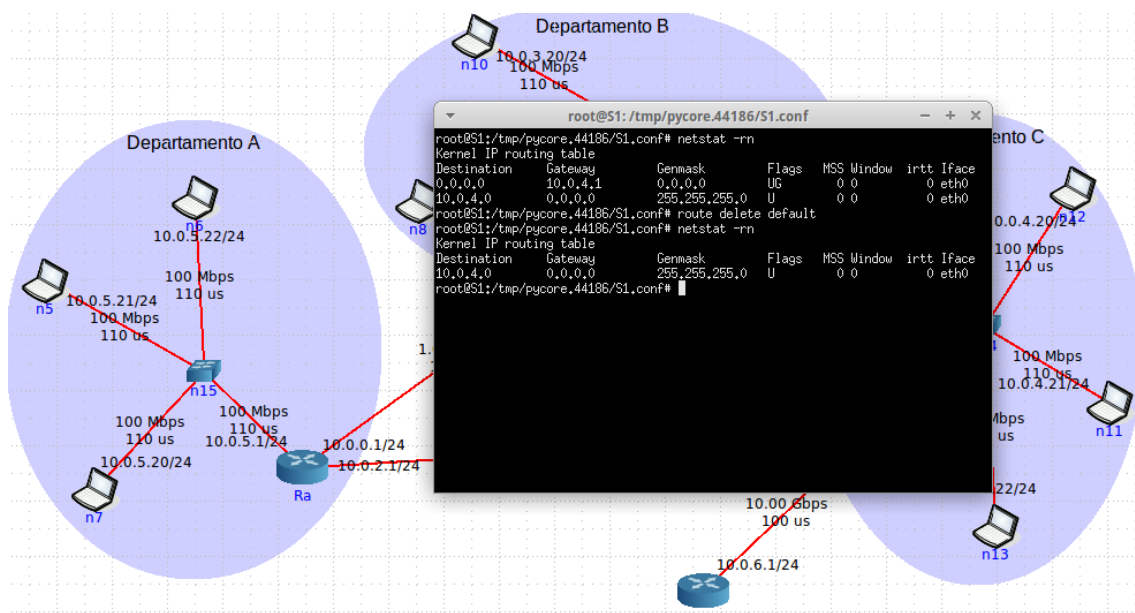 Departamento B
10.0.3.20/24
n10
100 Mbps
110 us
root@S1: /tmp/pycore.44186/S1.conf
root@S1:/tmp/pycore.44186/S1.conf# netstat -rn
Kernel IP routing table
Destination Gateway Genmask Flags MSS Window irtt Iface
0.0.0.0 10.0.4.1 0.0.0.0 UG 0 0 0 eth0
10.0.4.0 0.0.0.0 255.255.255.0 U 0 0 0 eth0
root@S1:/tmp/pycore.44186/S1.conf# route delete default
root@S1:/tmp/pycore.44186/S1.conf# netstat -rn
Kernel IP routing table
Destination Gateway Genmask Flags MSS Window irtt Iface
10.0.4.0 0.0.0.0 255.255.255.0 U 0 0 0 eth0
root@S1:/tmp/pycore.44186/S1.conf#
Departamento A
n6
10.0.5.22/24
100 Mbps
110 us
n5
10.0.5.21/24
100 Mbps
110 us
n15
100 Mbps
110 us
10.0.5.20/24
n7
100 Mbps
110 us
10.0.5.1/24
10.0.0.1/24
10.0.2.1/24
Ra
n8
1.
ento C
n12
0.0.4.20/24
100 Mbps
110 us
4
100 Mbps
110 us
10.0.4.21/24
n11
Mbps
us
22/24
n13
10.00 Gbps
100 us
10.0.6.1/24